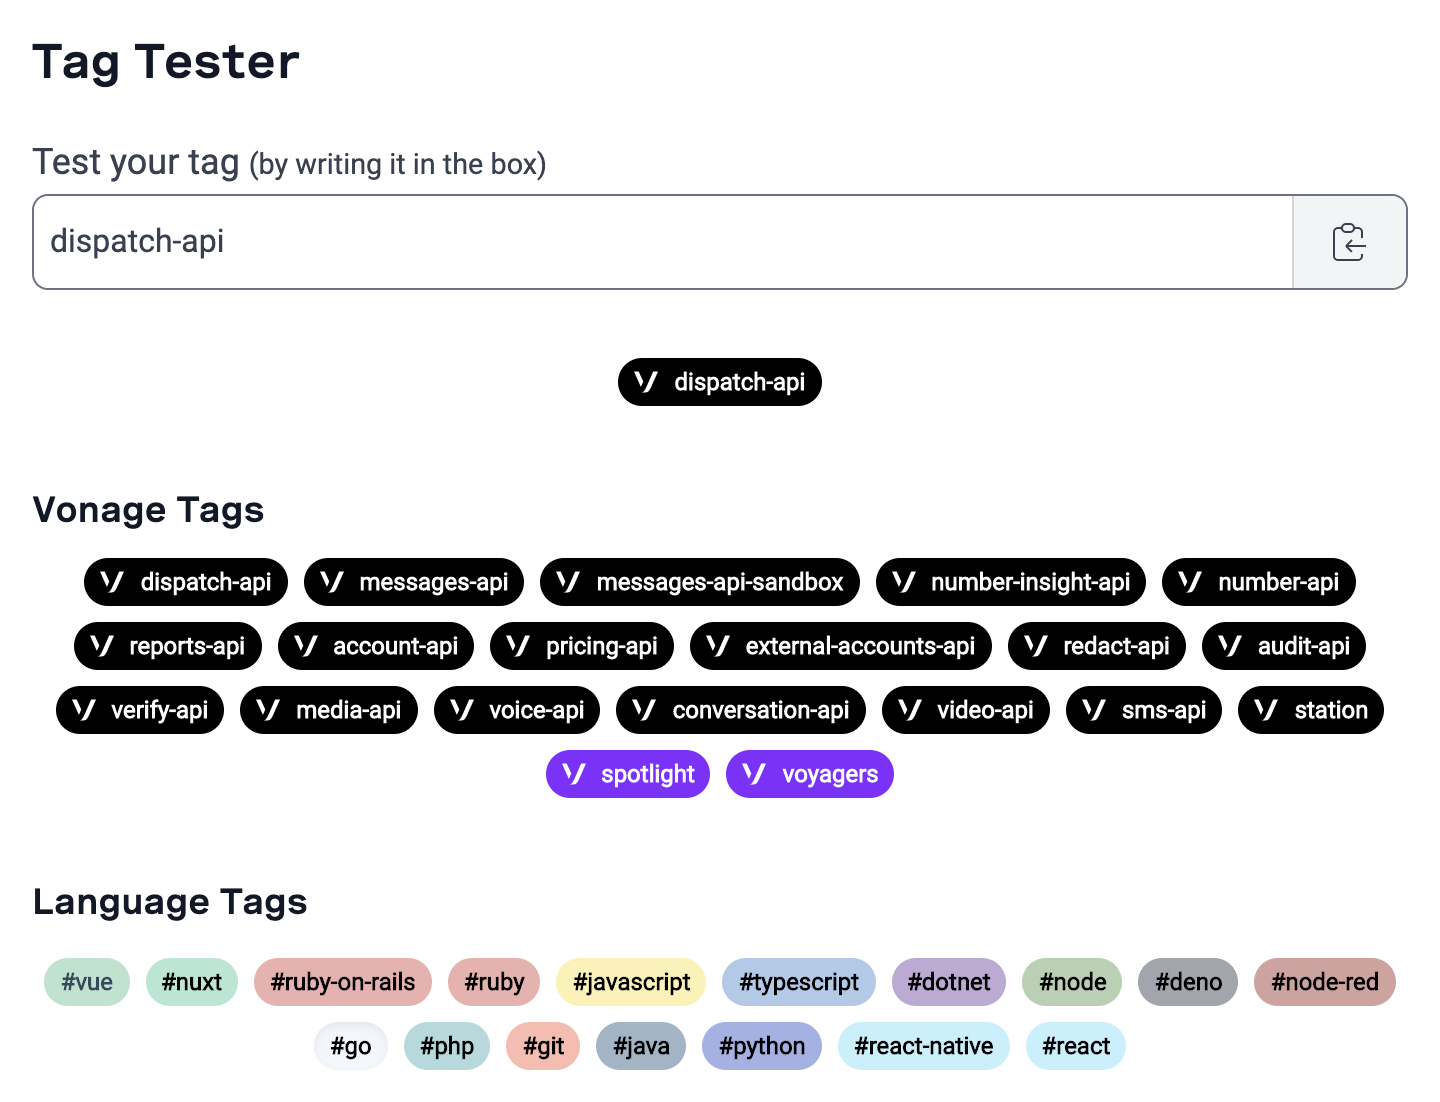 Tag Tester
Test your tag (by writing it in the box)
dispatch-api
dispatch-api
Vonage Tags
dispatch-api messages-api messages-api-sandbox number-insight-api number-api
reports-api account-api pricing-api external-accounts-api redact-api audit-api
verify-api media-api voice-api conversation-api video-api sms-api station
spotlight voyagers
Language Tags
#vue #nuxt #ruby-on-rails #ruby #javascript #typescript #dotnet #node #deno #node-red
#go #php #git #java #python #react-native #react